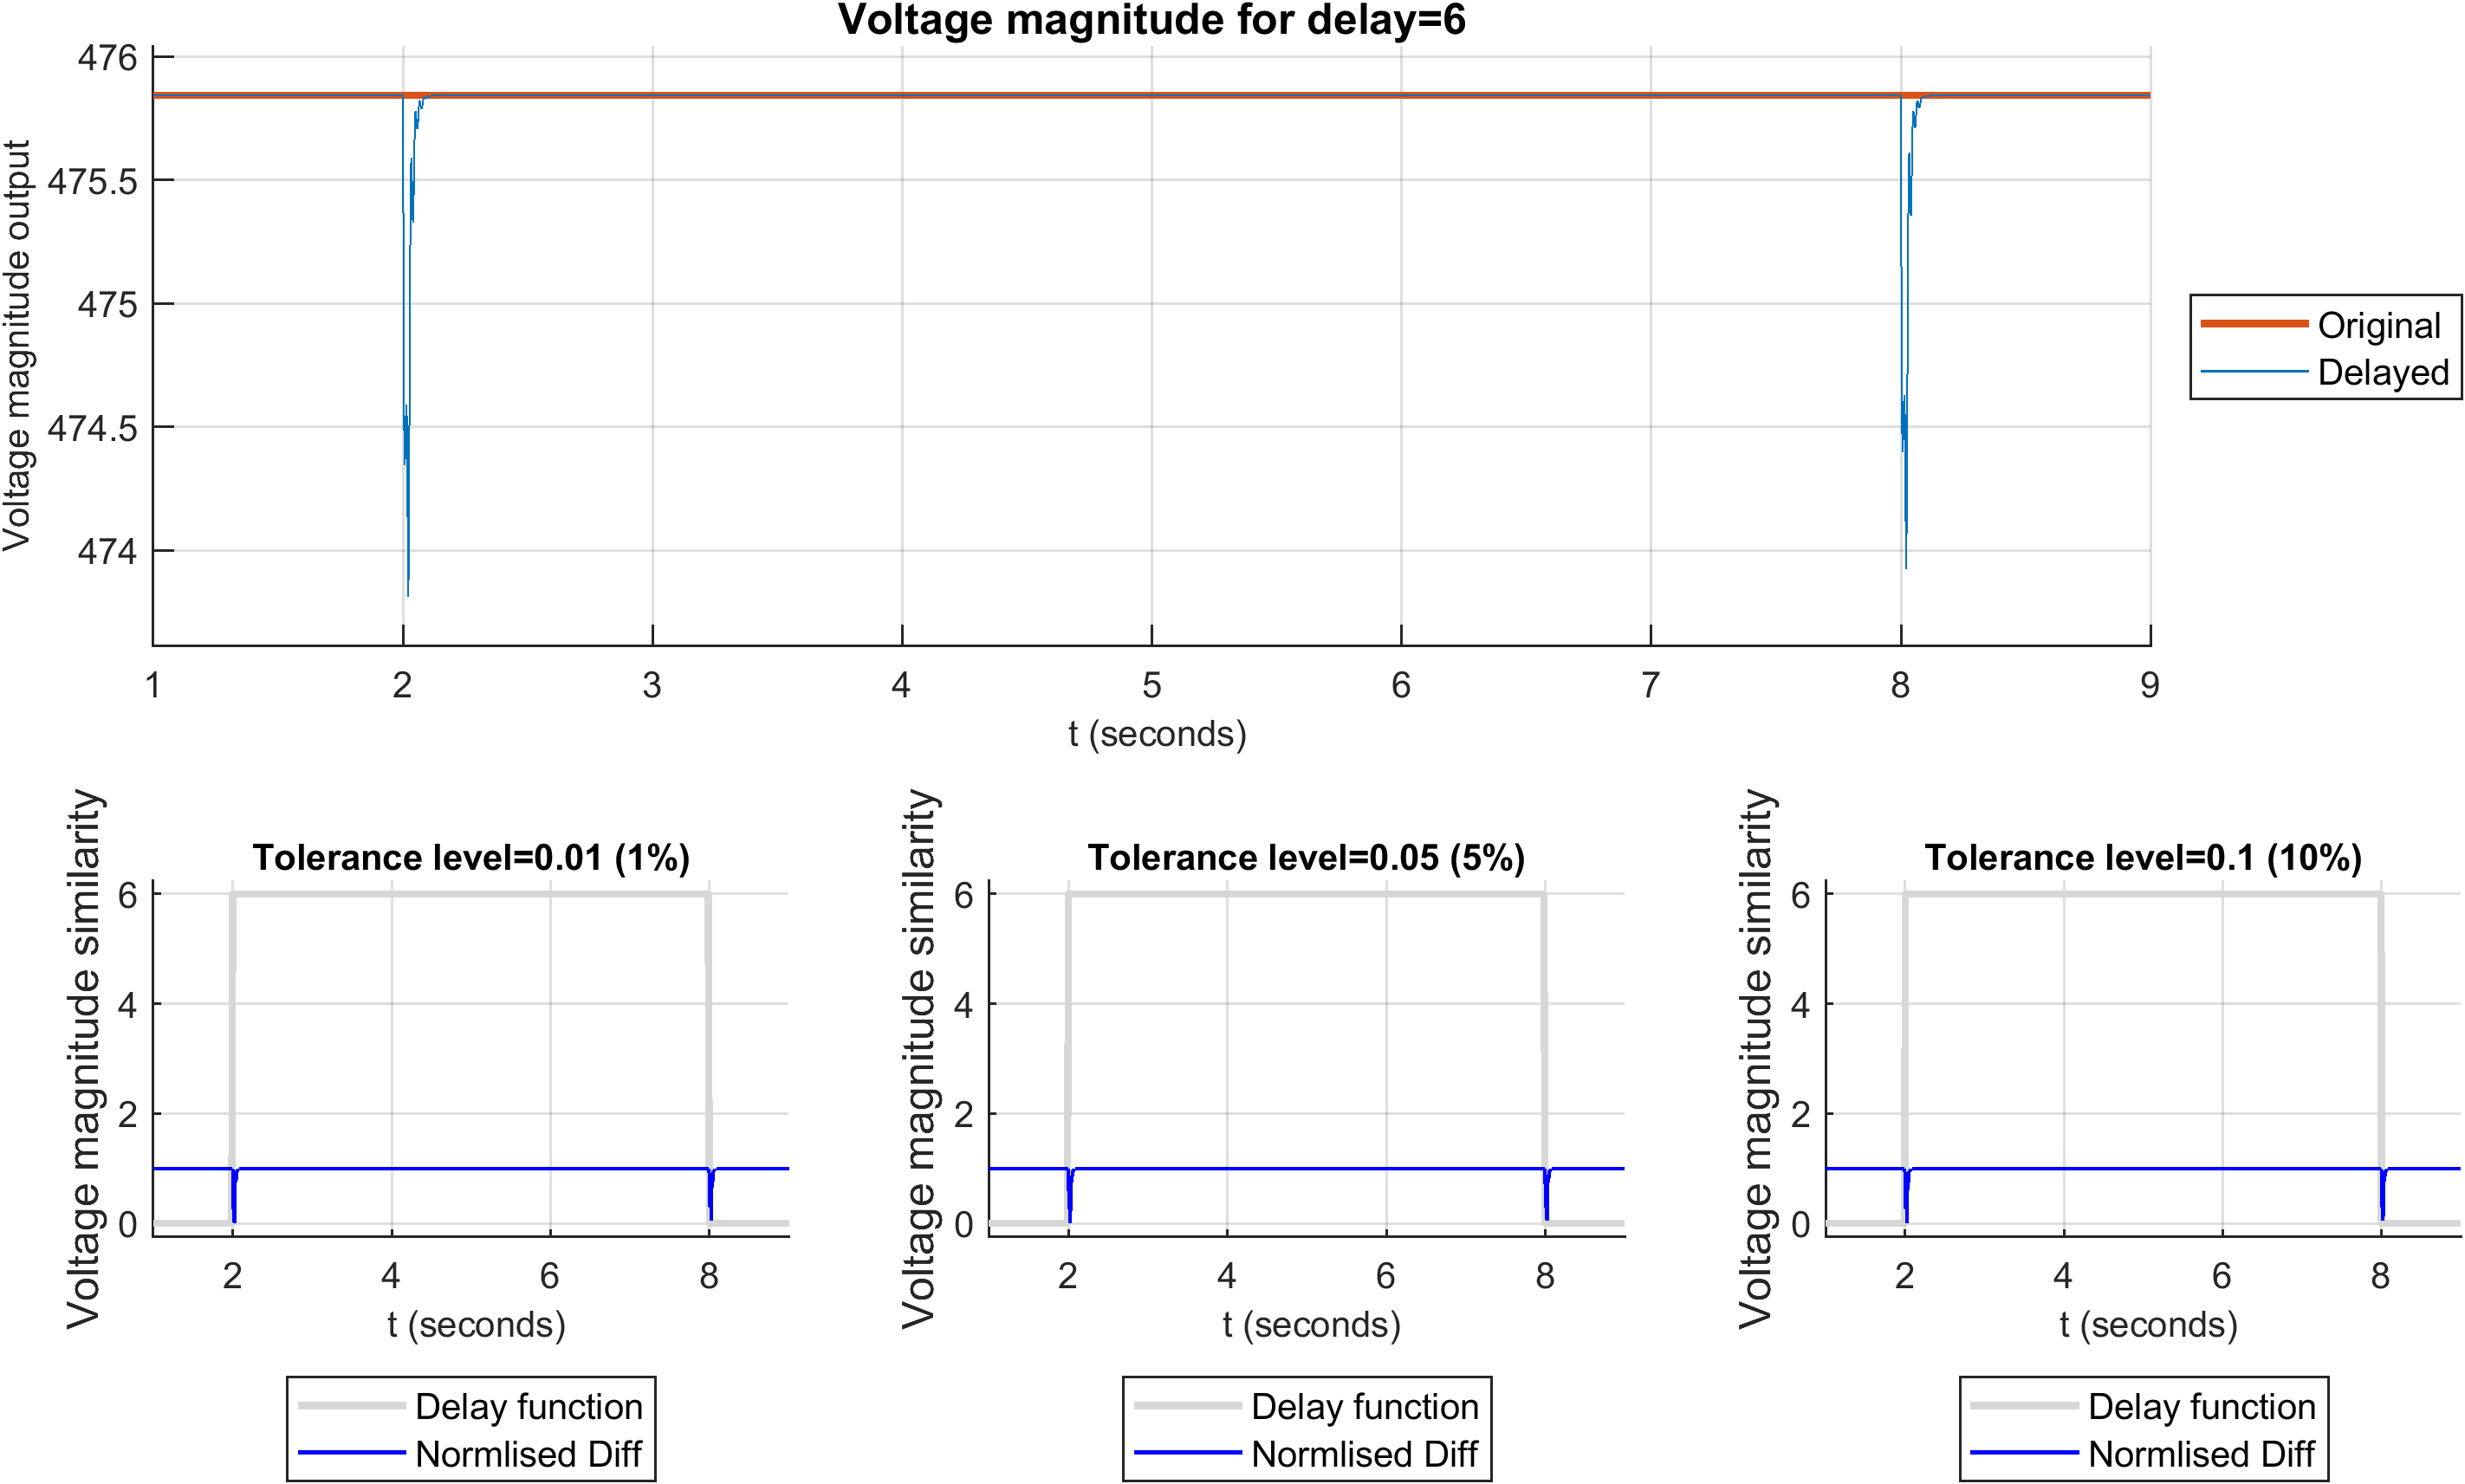 Voltage magnitude for delay=6
Voltage magnitude output
476
475.5
475
474.5
474
1 2 3 4 5 6 7 8 9
t (seconds)
Original
Delayed
Tolerance level=0.01 (1%)
Voltage magnitude similarity
6
4
2
0
2 4 6 8
t (seconds)
Delay function
Normlised Diff
Tolerance level=0.05 (5%)
Voltage magnitude similarity
6
4
2
0
2 4 6 8
t (seconds)
Delay function
Normlised Diff
Tolerance level=0.1 (10%)
Voltage magnitude similarity
6
4
2
0
2 4 6 8
t (seconds)
Delay function
Normlised Diff